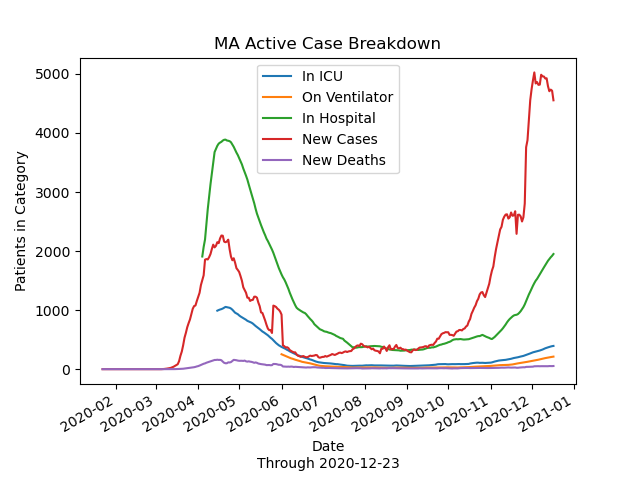 MA Active Case Breakdown
In ICU
On Ventilator
In Hospital
New Cases
New Deaths
Patients in Category
5000
4000
3000
2000
1000
0
2020-02
2020-03
2020-04
2020-05
2020-06
2020-07
2020-08
2020-09
2020-10
2020-11
2020-12
2021-01
Date
Through 2020-12-23